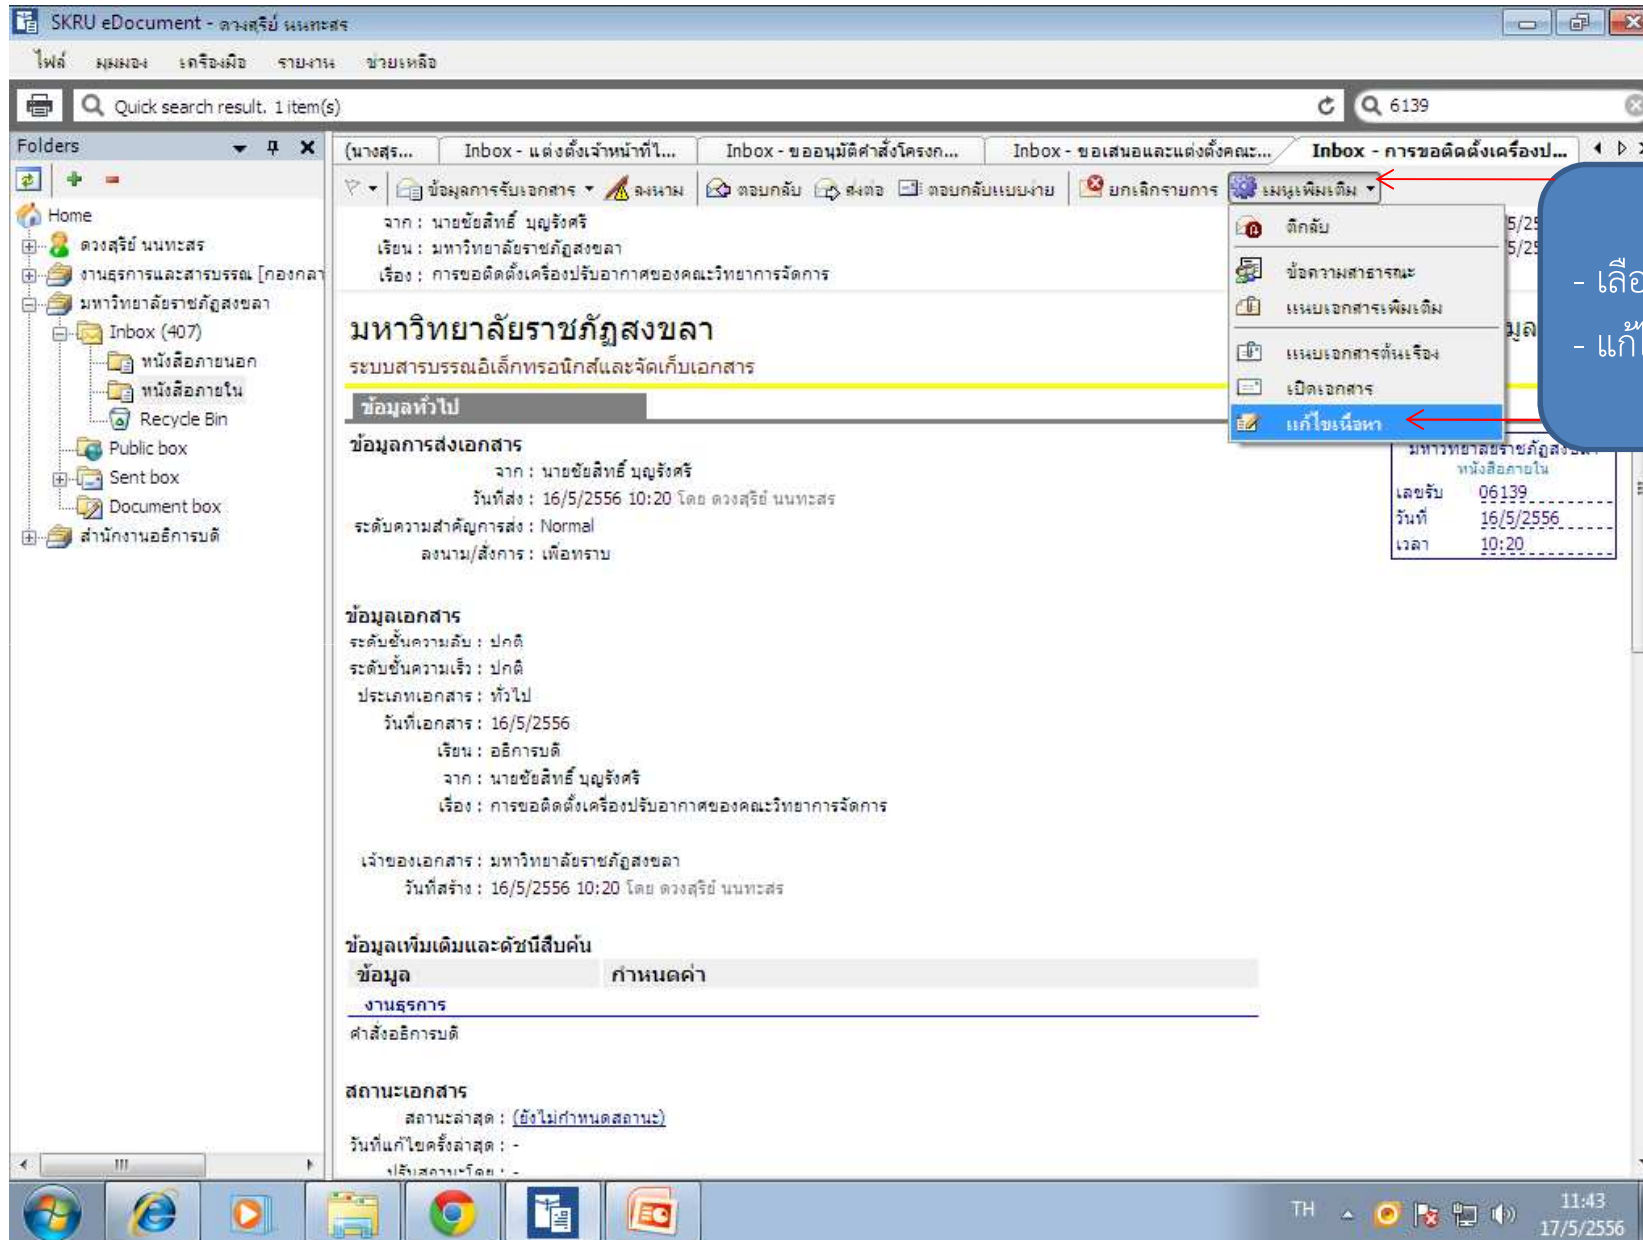 SKRU eDocument - ดวงสุรีย์ นนทะสร
ไฟล์ มุมมอง เครื่องมือ รายงาน ช่วยเหลือ
Quick search result. 1 item(s)
6139
Folders
(นางสุร... Inbox - แต่งตั้งเจ้าหน้าที่ใ... Inbox - ขออนุมัติคำสั่งโครงก... Inbox - ขอเสนอและแต่งตั้งคณะ... Inbox - การขอติดตั้งเครื่องป...
ข้อมูลการรับเอกสาร ลงนาม ตอบกลับ ส่งต่อ ตอบกลับแบบง่าย ยกเลิกรายการ เมนูเพิ่มเติม
Home
ดวงสุรีย์ นนทะสร
งานธุรการและสารบรรณ [กองกลา
มหาวิทยาลัยราชภัฏสงขลา
Inbox (407)
หนังสือภายนอก
หนังสือภายใน
Recycle Bin
Public box
Sent box
Document box
สำนักงานอธิการบดี
จาก : นายชัยสิทธิ์ บุญรังศรี
เรียน : มหาวิทยาลัยราชภัฏสงขลา
เรื่อง : การขอติดตั้งเครื่องปรับอากาศของคณะวิทยาการจัดการ
5/25
5/25
ตีกลับ
ข้อความสาธารณะ
แนบเอกสารเพิ่มเติม
แนบเอกสารต้นเรื่อง
เปิดเอกสาร
แก้ไขเนื้อหา
- เลือ
- แก้ไ
มหาวิทยาลัยราชภัฏสงขลา
มูล
ระบบสารบรรณอิเล็กทรอนิกส์และจัดเก็บเอกสาร
ข้อมูลทั่วไป
ข้อมูลการส่งเอกสาร
จาก : นายชัยสิทธิ์ บุญรังศรี
วันที่ส่ง : 16/5/2556 10:20 โดย ดวงสุรีย์ นนทะสร
ระดับความสำคัญการส่ง : Normal
ลงนาม/สั่งการ : เพื่อทราบ
มหาวิทยาลัยราชภัฏสงขลา
หนังสือภายใน
เลขรับ 06139
วันที่ 16/5/2556
เวลา 10:20
ข้อมูลเอกสาร
ระดับชั้นความลับ : ปกติ
ระดับชั้นความเร็ว : ปกติ
ประเภทเอกสาร : ทั่วไป
วันที่เอกสาร : 16/5/2556
เรียน : อธิการบดี
จาก : นายชัยสิทธิ์ บุญรังศรี
เรื่อง : การขอติดตั้งเครื่องปรับอากาศของคณะวิทยาการจัดการ
เจ้าของเอกสาร : มหาวิทยาลัยราชภัฏสงขลา
วันที่สร้าง : 16/5/2556 10:20 โดย ดวงสุรีย์ นนทะสร
ข้อมูลเพิ่มเติมและดัชนีสืบค้น
ข้อมูล กำหนดค่า
งานธุรการ
คำสั่งอธิการบดี
สถานะเอกสาร
สถานะล่าสุด : (ยังไม่กำหนดสถานะ)
วันที่แก้ไขครั้งล่าสุด : -
ปรับสถานะโดย : -
TH
11:43
17/5/2556